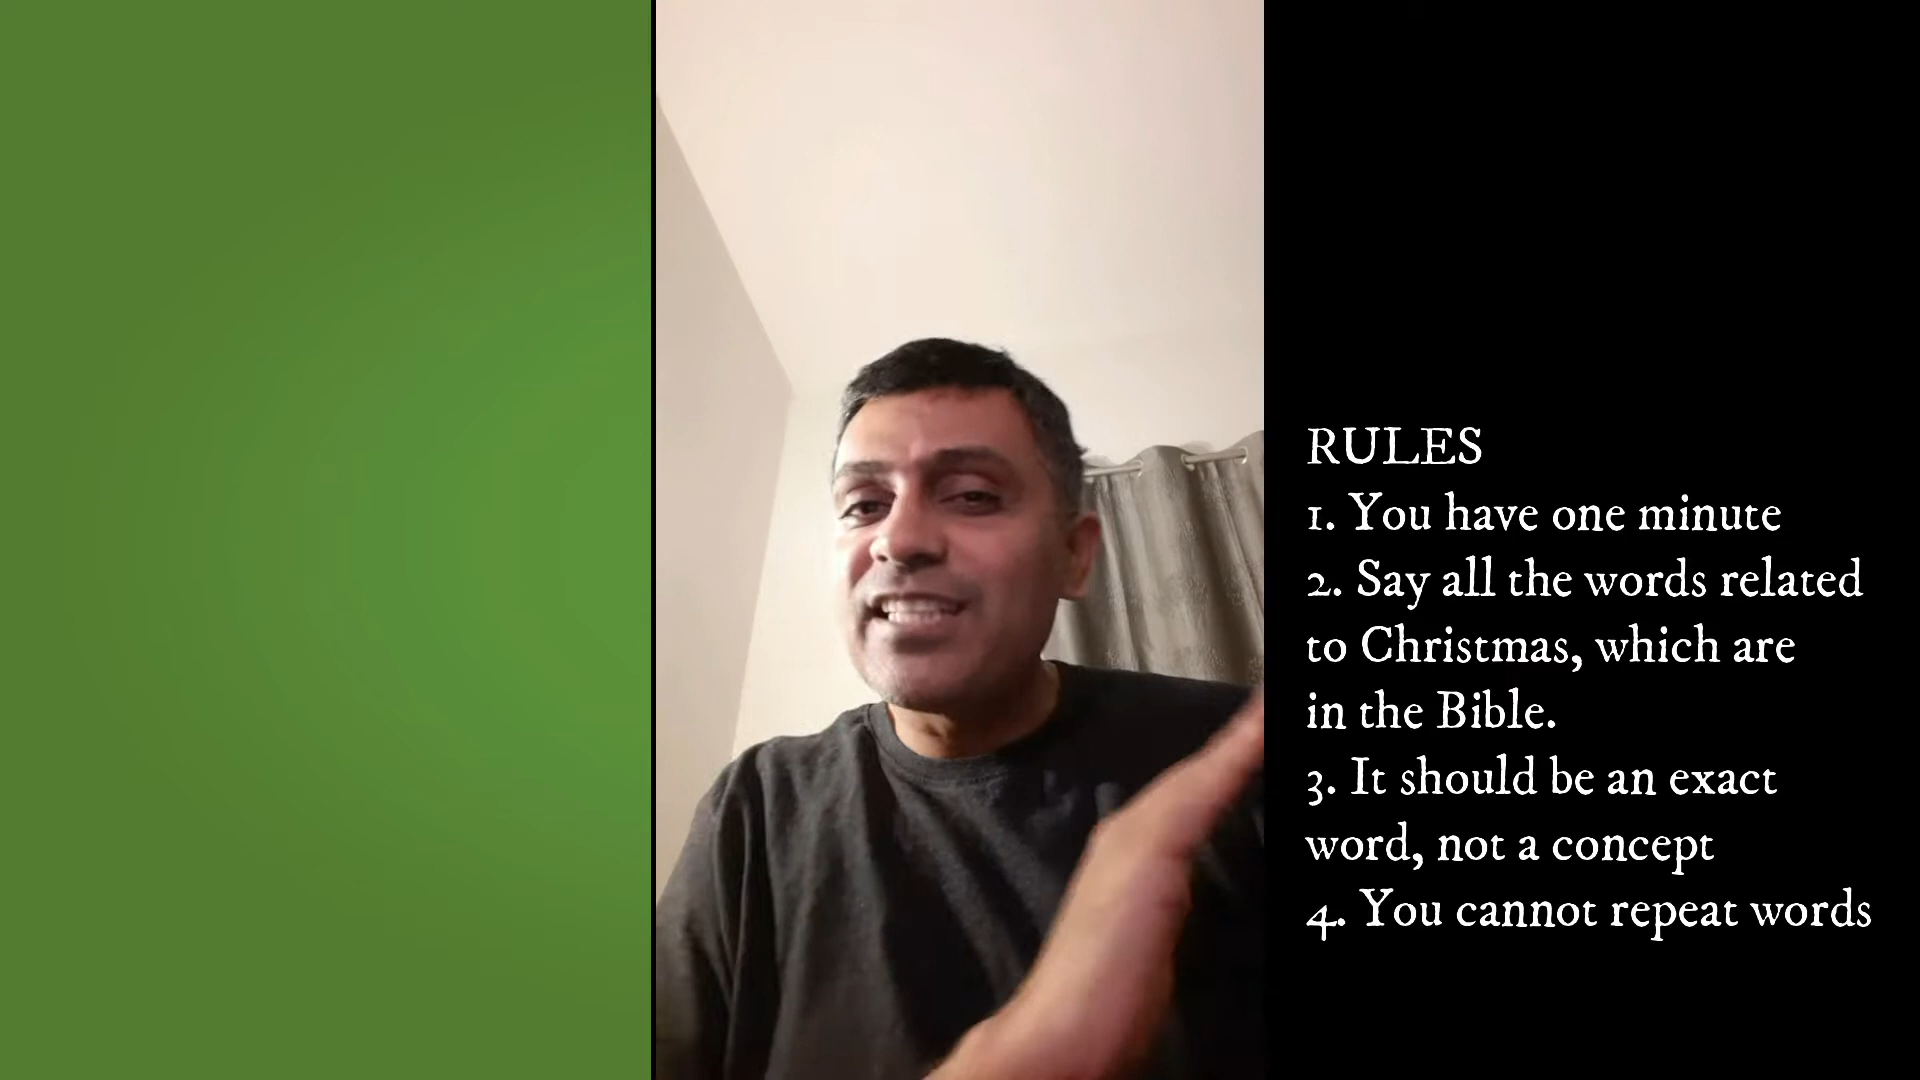 RULES
1. You have one minute
2. Say all the words related
to Christmas, which are
in the Bible.
3. It should be an exact
word, not a concept
4. You cannot repeat words